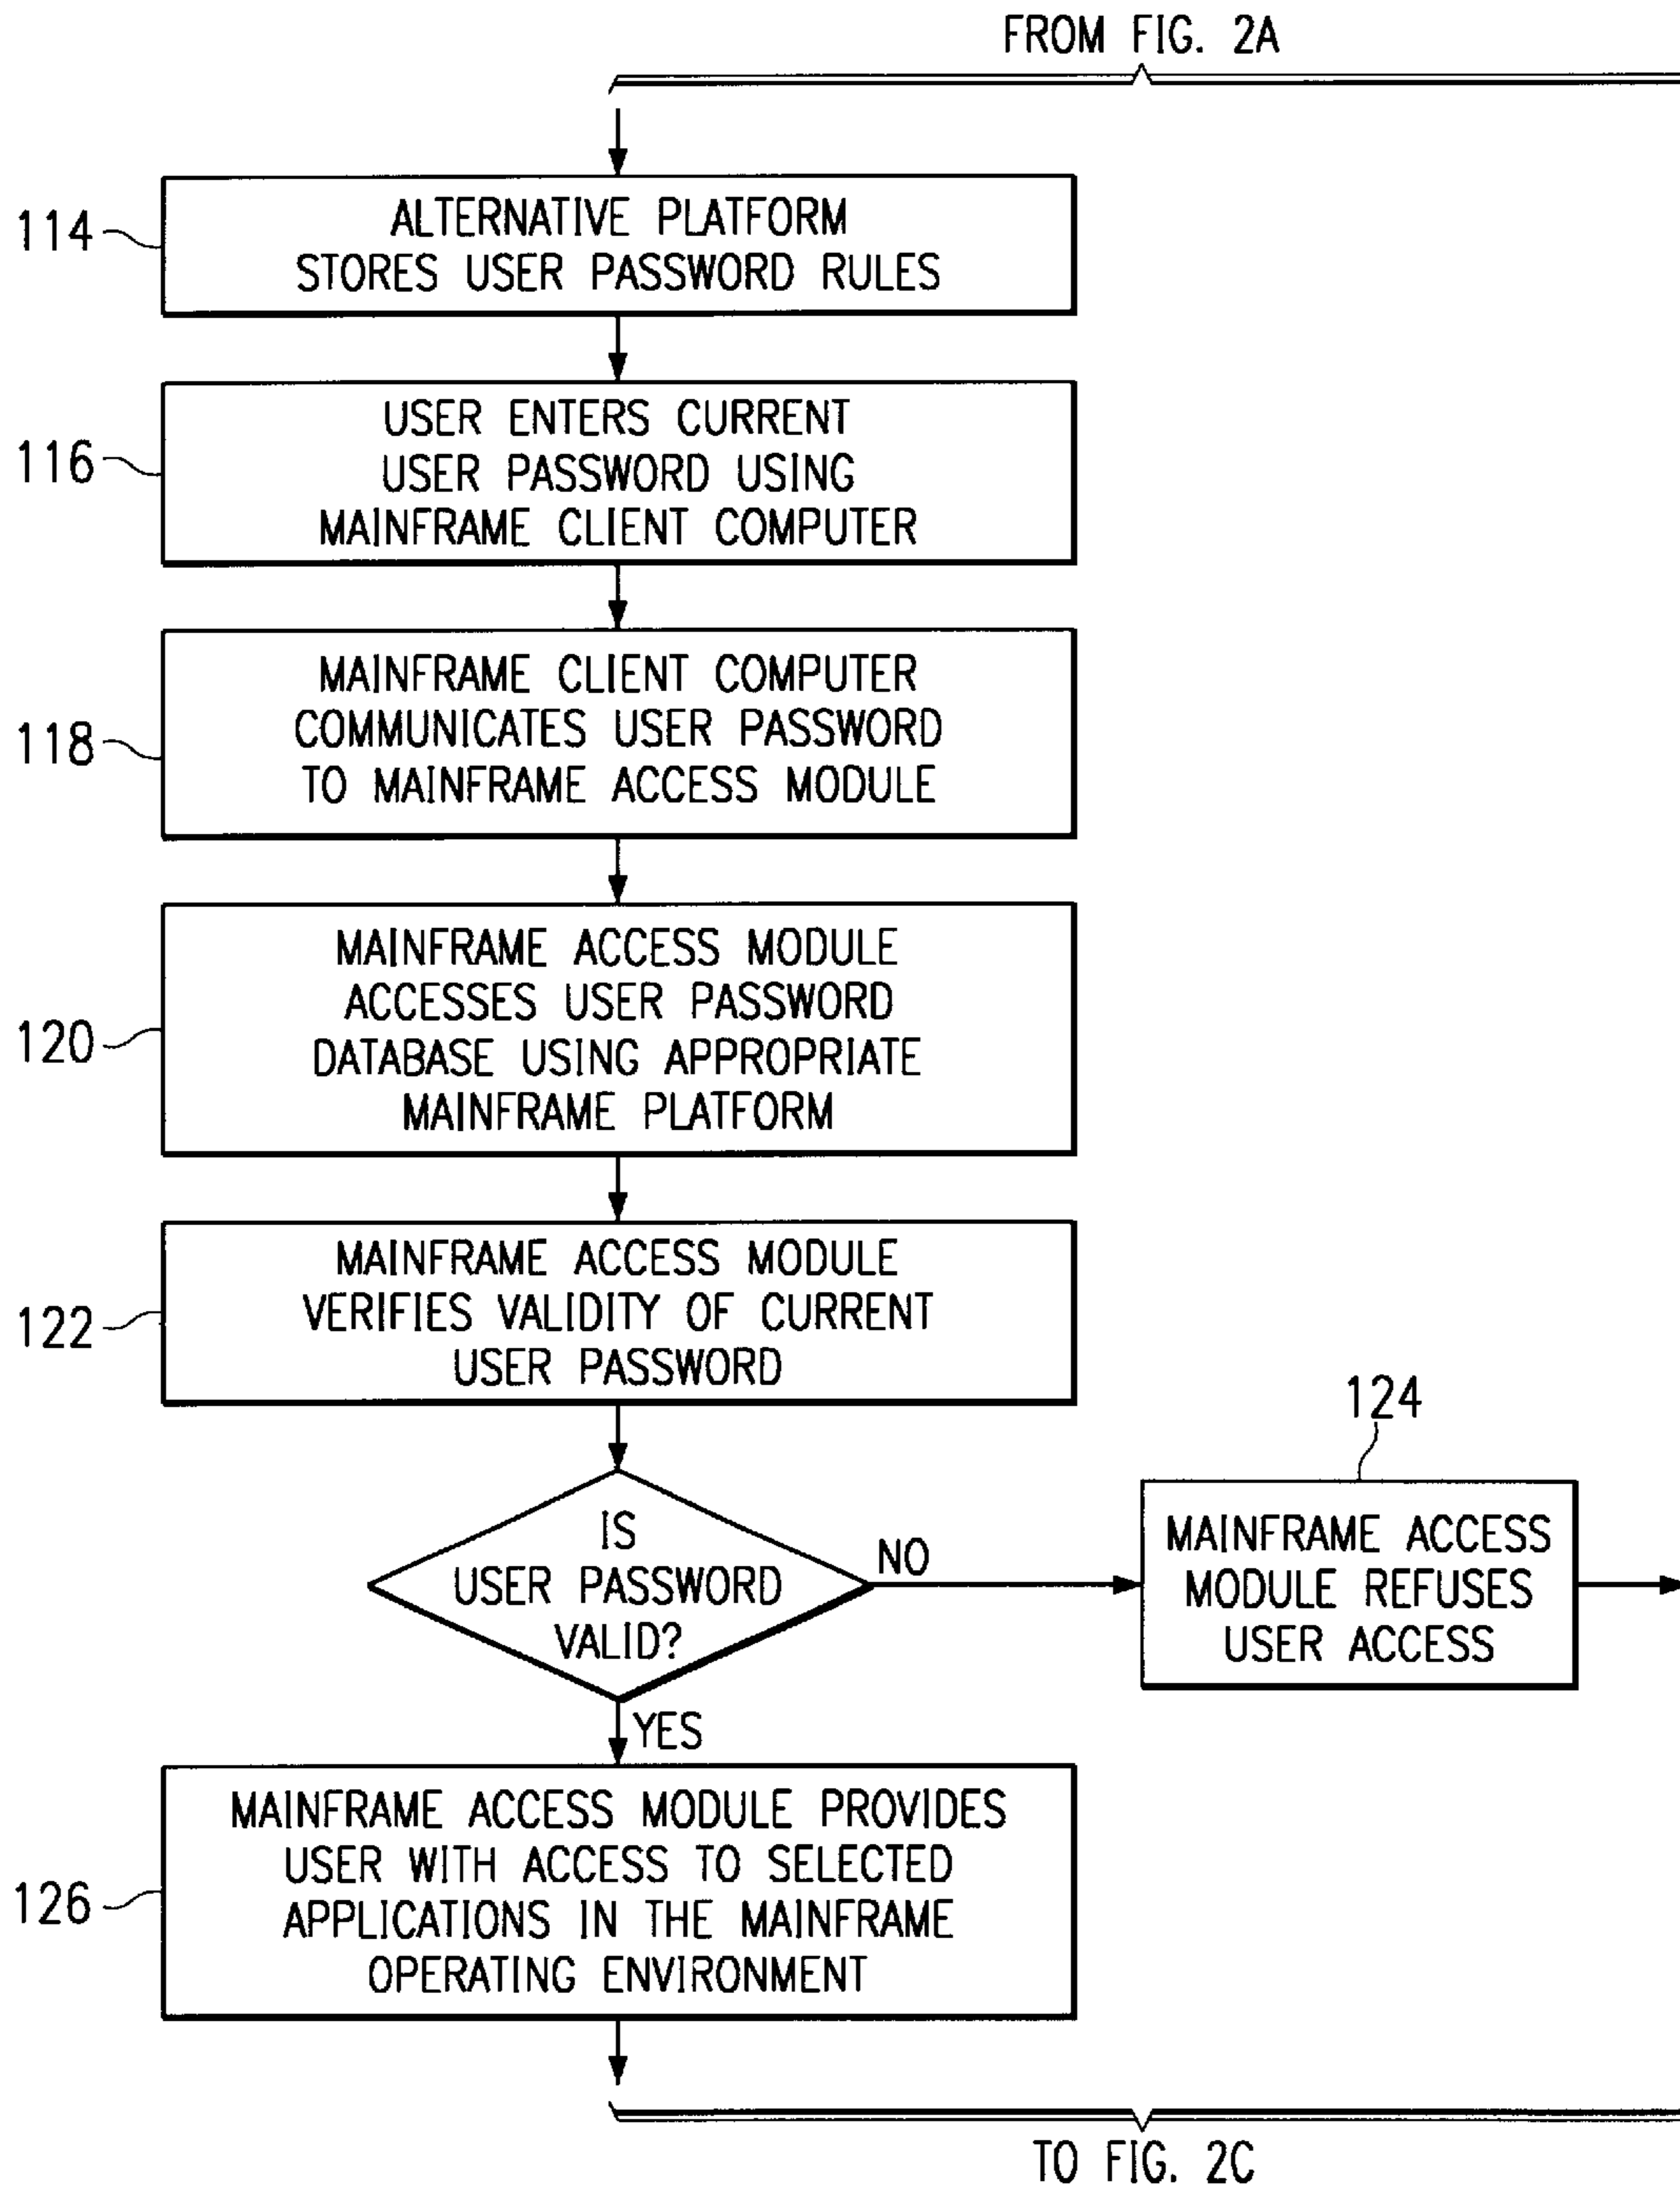 FROM FIG. 2A
114
ALTERNATIVE PLATFORM
STORES USER PASSWORD RULES
116
USER ENTERS CURRENT
USER PASSWORD USING
MAINFRAME CLIENT COMPUTER
118
MAINFRAME CLIENT COMPUTER
COMMUNICATES USER PASSWORD
TO MAINFRAME ACCESS MODULE
120
MAINFRAME ACCESS MODULE
ACCESSES USER PASSWORD
DATABASE USING APPROPRIATE
MAINFRAME PLATFORM
122
MAINFRAME ACCESS MODULE
VERIFIES VALIDITY OF CURRENT
USER PASSWORD
IS
USER PASSWORD
VALID?
NO
124
MAINFRAME ACCESS
MODULE REFUSES
USER ACCESS
YES
126
MAINFRAME ACCESS MODULE PROVIDES
USER WITH ACCESS TO SELECTED
APPLICATIONS IN THE MAINFRAME
OPERATING ENVIRONMENT
TO FIG. 2C